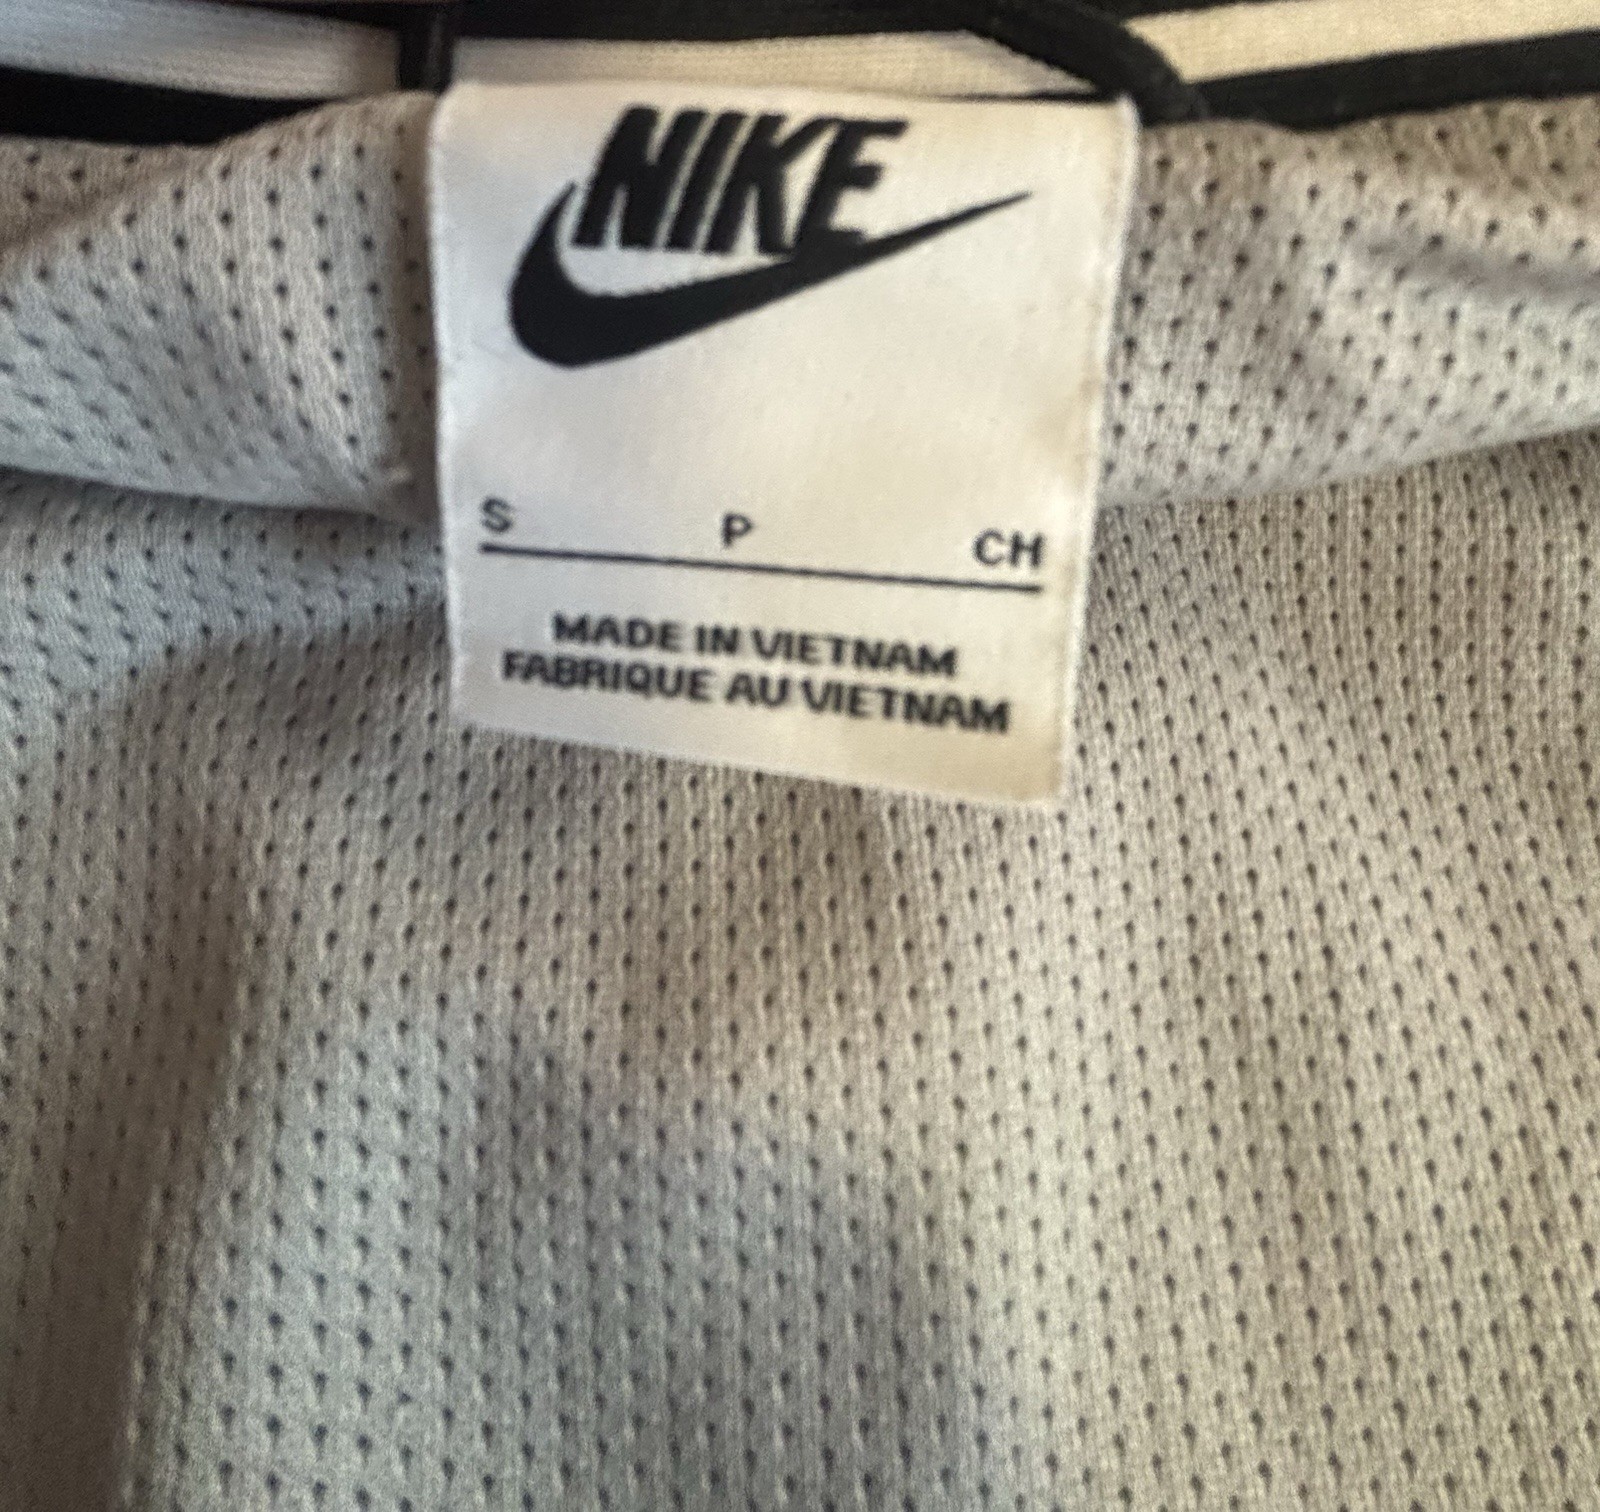 NIKE
S P CH
MADE IN VIETNAM
FABRIQUE AU VIETNAM